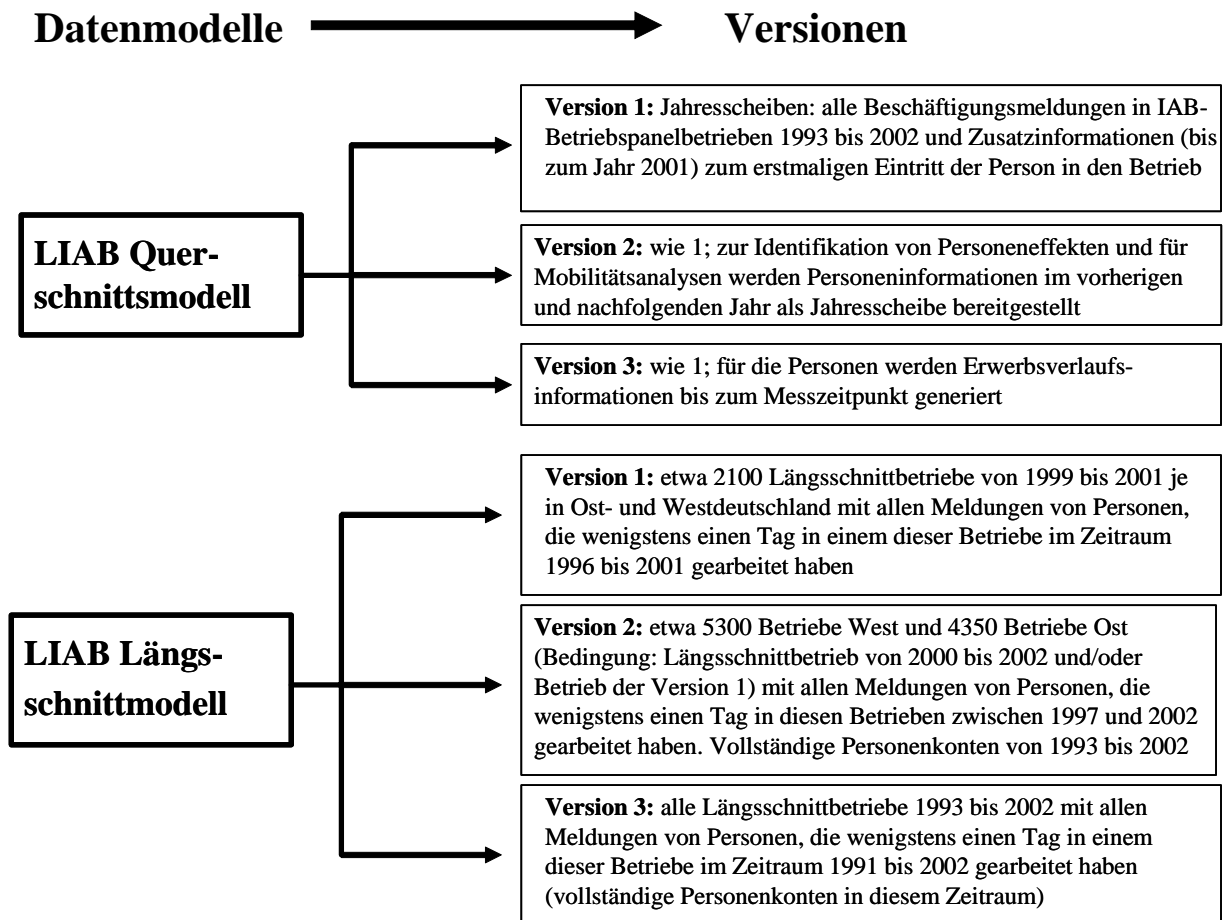 Datenmodelle Versionen
Version 1: Jahresscheiben: alle Beschäftigungsmeldungen in IAB-
Betriebspanelbetrieben 1993 bis 2002 und Zusatzinformationen (bis
zum Jahr 2001) zum erstmaligen Eintritt der Person in den Betrieb
LIAB Quer-
schnittsmodell
Version 2: wie 1; zur Identifikation von Personeneffekten und für
Mobilitätsanalysen werden Personeninformationen im vorherigen
und nachfolgenden Jahr als Jahresscheibe bereitgestellt
Version 3: wie 1; für die Personen werden Erwerbsverlaufs-
informationen bis zum Messzeitpunkt generiert
Version 1: etwa 2100 Längsschnittbetriebe von 1999 bis 2001 je
in Ost- und Westdeutschland mit allen Meldungen von Personen,
die wenigstens einen Tag in einem dieser Betriebe im Zeitraum
1996 bis 2001 gearbeitet haben
LIAB Längs-
schnittmodell
Version 2: etwa 5300 Betriebe West und 4350 Betriebe Ost
(Bedingung: Längsschnittbetrieb von 2000 bis 2002 und/oder
Betrieb der Version 1) mit allen Meldungen von Personen, die
wenigstens einen Tag in diesen Betrieben zwischen 1997 und 2002
gearbeitet haben. Vollständige Personenkonten von 1993 bis 2002
Version 3: alle Längsschnittbetriebe 1993 bis 2002 mit allen
Meldungen von Personen, die wenigstens einen Tag in einem
dieser Betriebe im Zeitraum 1991 bis 2002 gearbeitet haben
(vollständige Personenkonten in diesem Zeitraum)